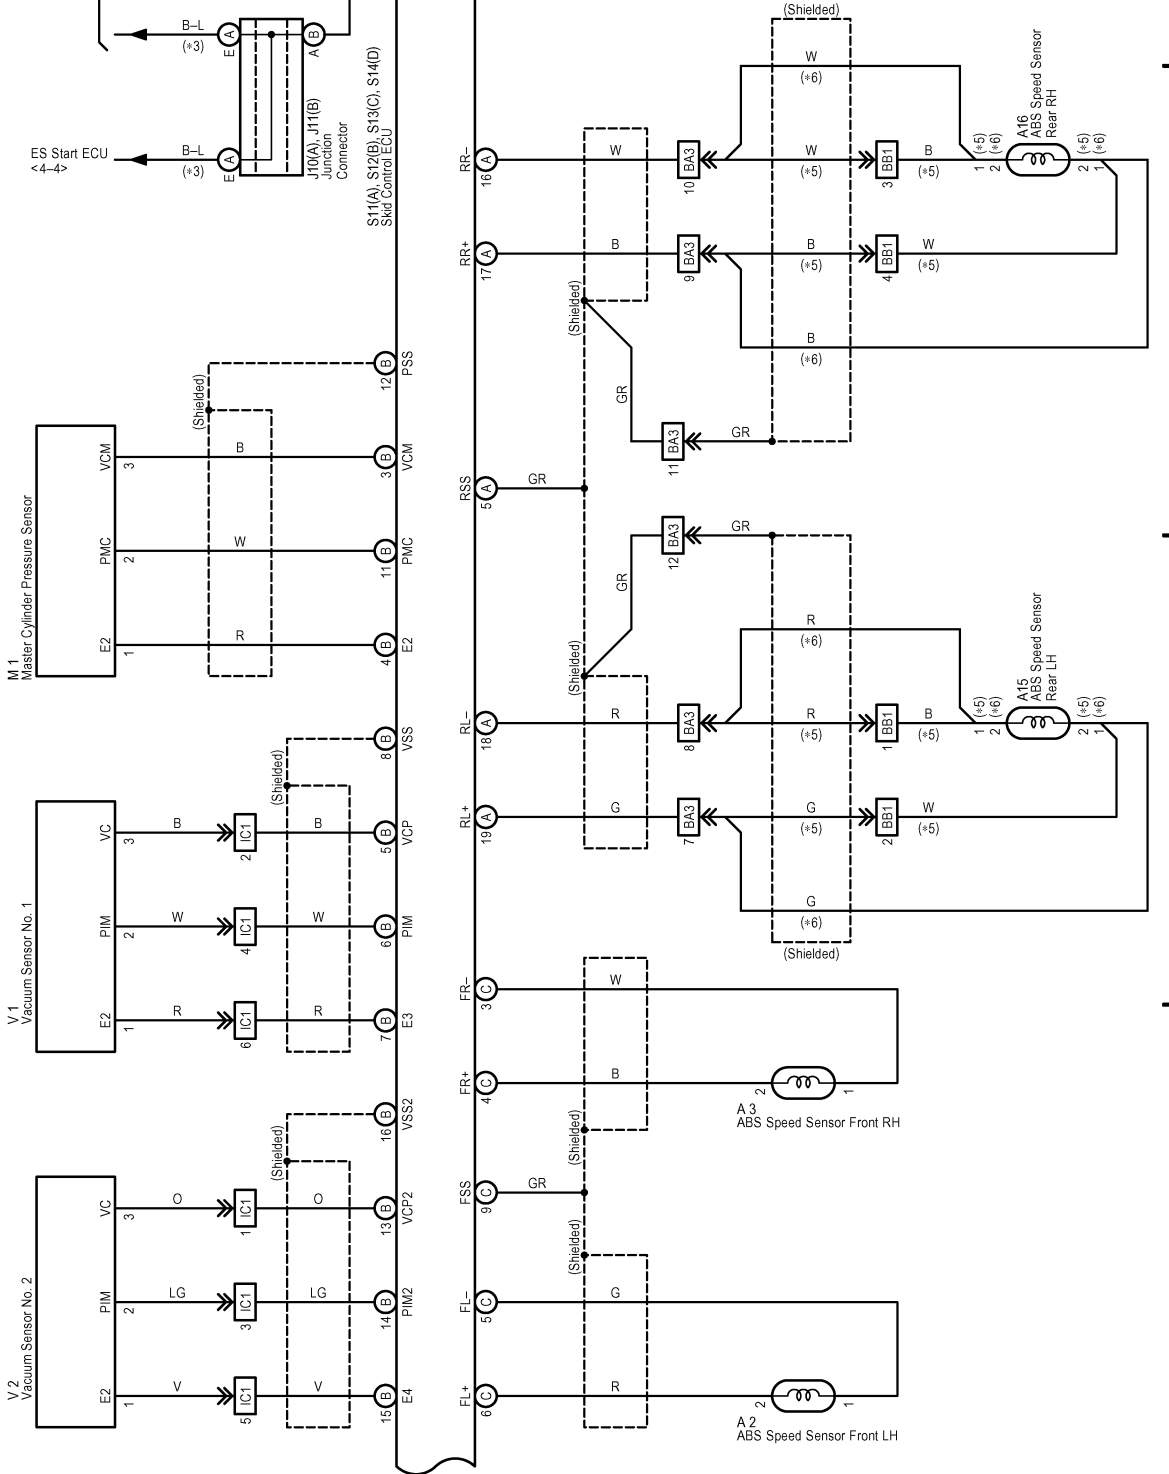 B–L
(*3)
A
E
B
A
J10(A), J11(B)
Junction
Connector
ES Start ECU
<4–4>
B–L
(*3)
A
E
S11(A), S12(B), S13(C), S14(D)
Skid Control ECU
(Shielded)
W
(*6)
RR–
16
A
W
BA3
10
W
(*5)
BB1
3
B
(*5)
1
(*5)
2
(*6)
A16
ABS Speed Sensor
Rear RH
2
(*5)
1
(*6)
RR+
17
A
B
BA3
9
B
(*5)
BB1
4
W
(*5)
(Shielded)
B
(*6)
GR
BA3
11
GR
RSS
5
A
GR
BA3
12
GR
GR
(Shielded)
R
(*6)
RL–
18
A
R
BA3
8
R
(*5)
BB1
1
B
(*5)
1
(*5)
2
(*6)
A15
ABS Speed Sensor
Rear LH
2
(*5)
1
(*6)
RL+
19
A
G
BA3
7
G
(*5)
BB1
2
W
(*5)
G
(*6)
(Shielded)
M 1
Master Cylinder Pressure Sensor
(Shielded)
12
B
PSS
VCM
3
B
3
B
VCM
PMC
2
W
11
B
PMC
E2
1
R
4
B
E2
V 1
Vacuum Sensor No. 1
(Shielded)
8
B
VSS
VC
3
B
IC1
2
B
5
B
VCP
PIM
2
W
IC1
4
W
6
B
PIM
E2
1
R
IC1
6
R
7
B
E3
V 2
Vacuum Sensor No. 2
(Shielded)
16
B
VSS2
VC
3
O
IC1
1
O
13
B
VCP2
PIM
2
LG
IC1
3
LG
14
B
PIM2
E2
1
V
IC1
5
V
15
B
E4
FR–
3
C
W
FR+
4
C
B
2
1
A 3
ABS Speed Sensor Front RH
(Shielded)
FSS
9
C
GR
(Shielded)
FL–
5
C
G
FL+
6
C
R
2
1
A 2
ABS Speed Sensor Front LH